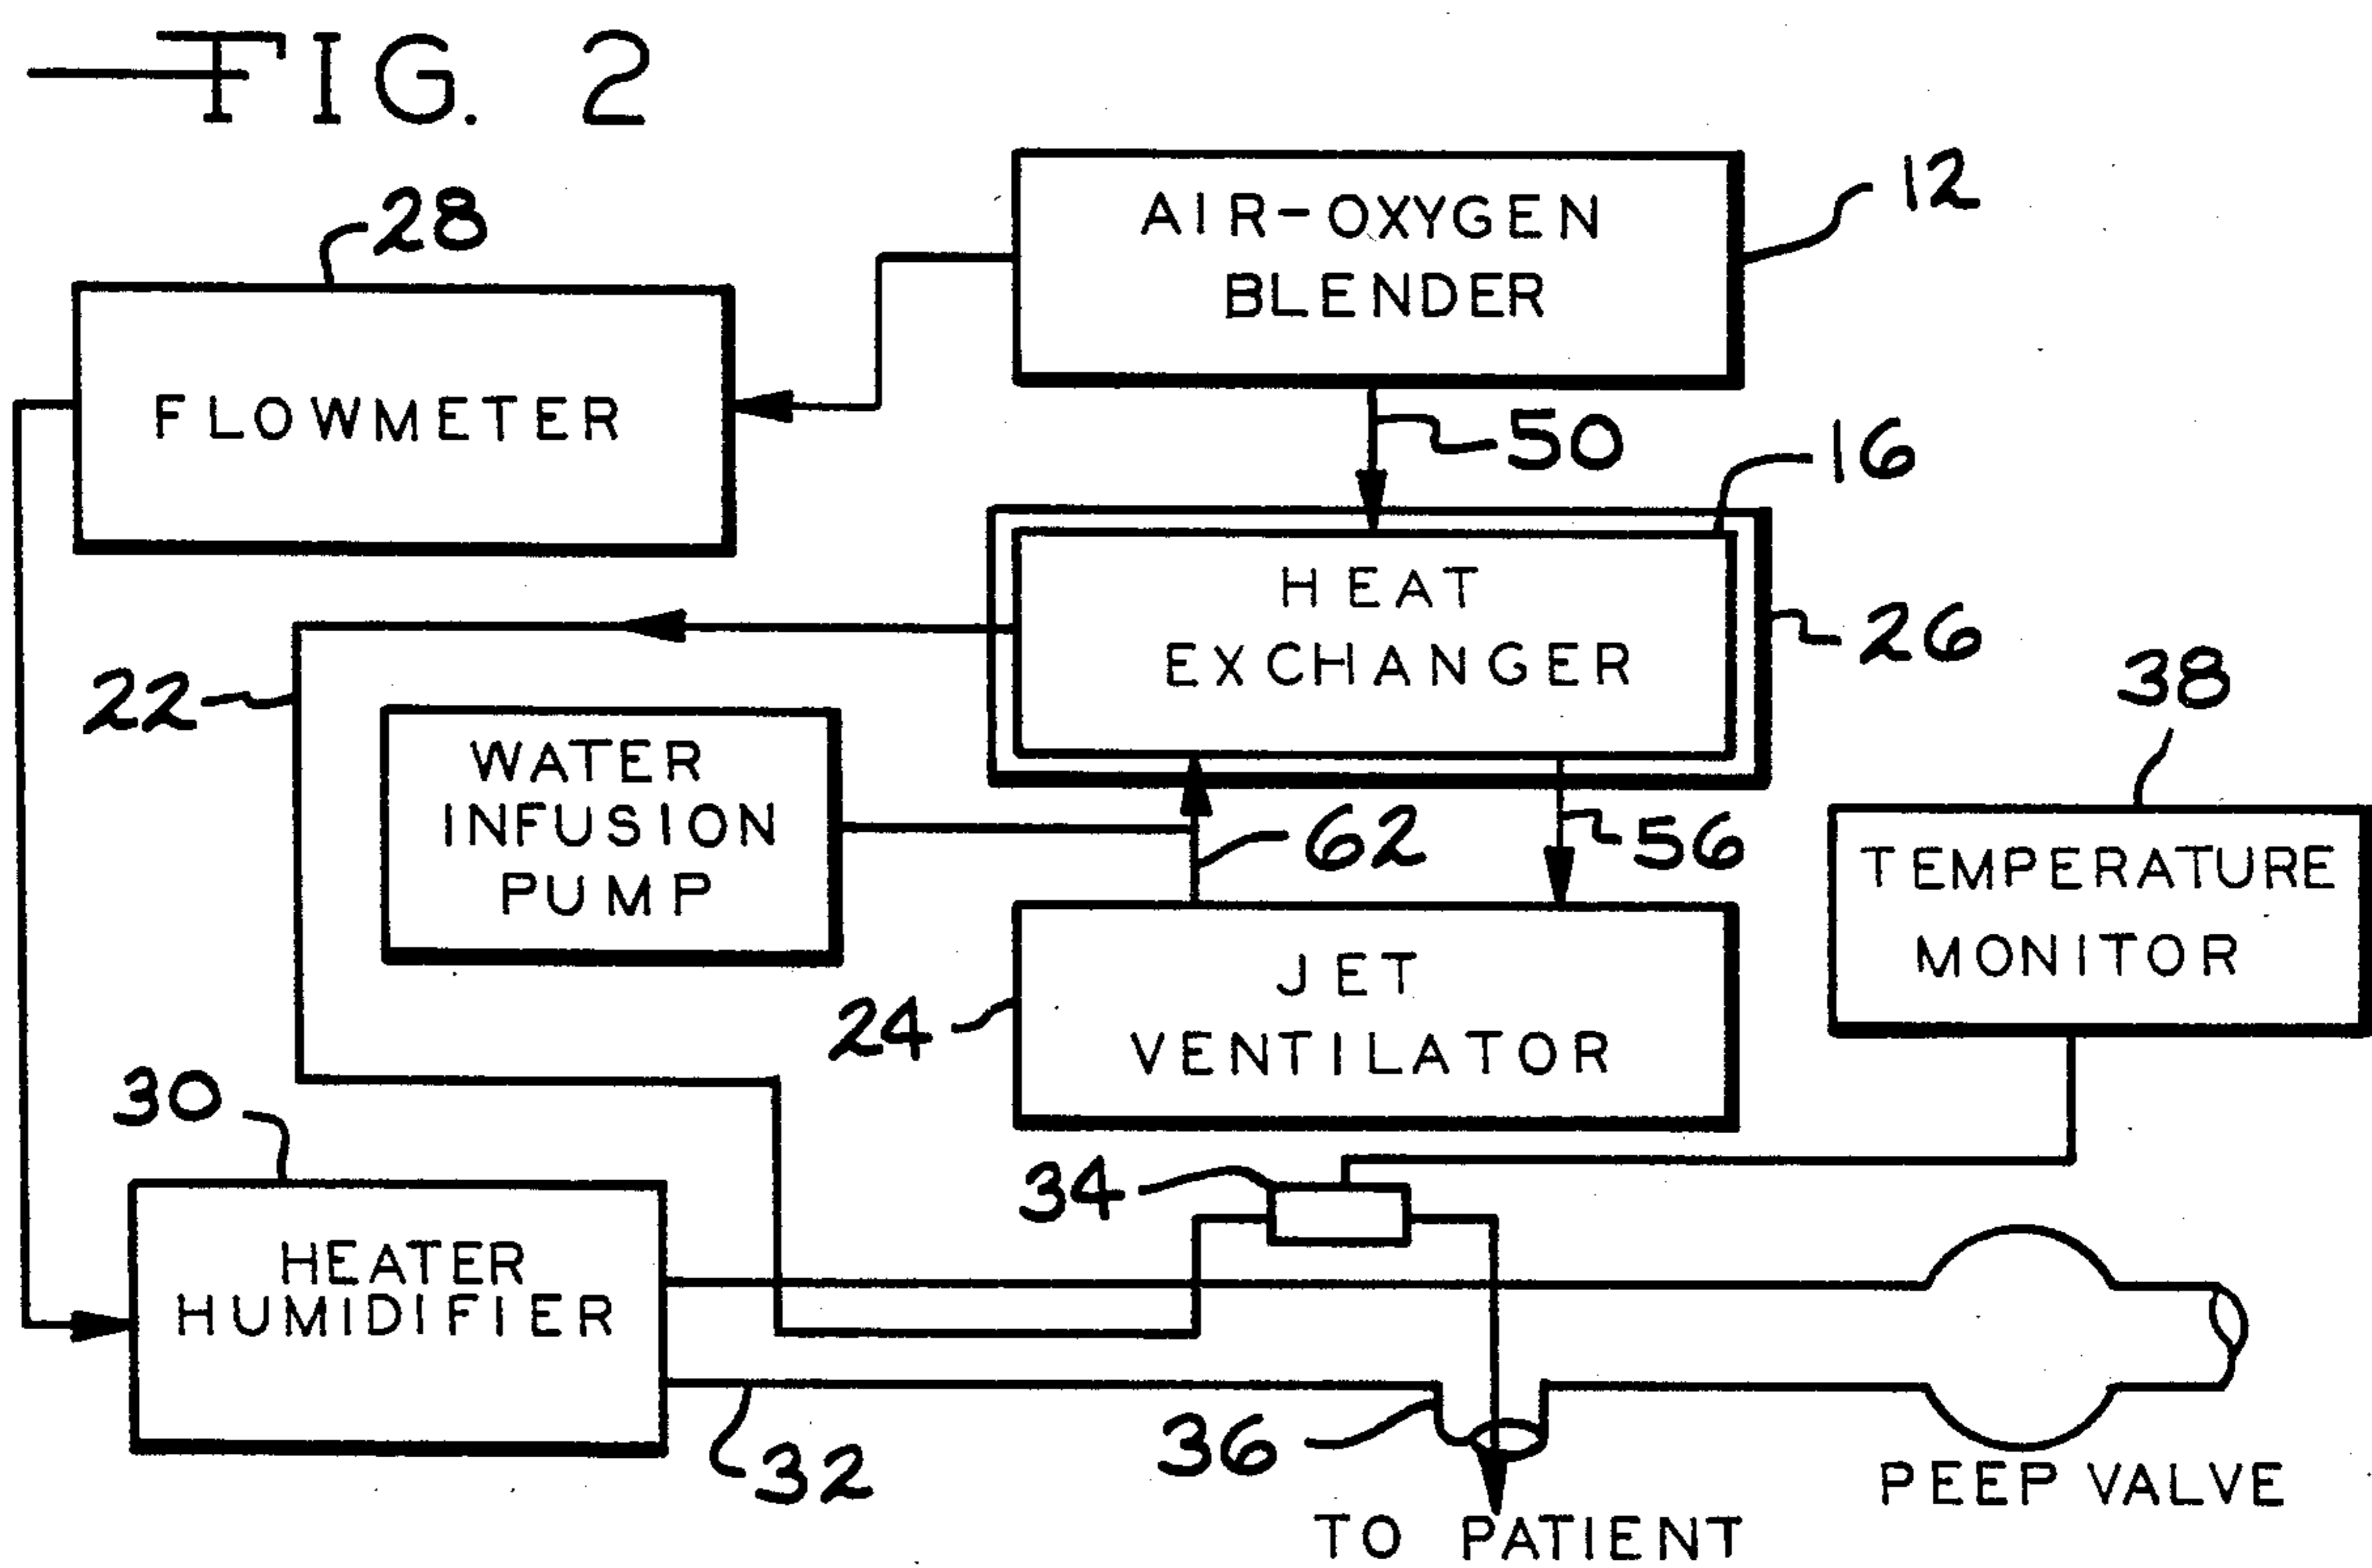 FIG. 2
28
AIR-OXYGEN
BLENDER
12
FLOWMETER
50
16
HEAT
EXCHANGER
26
22
WATER
INFUSION
PUMP
62
56
38
TEMPERATURE
MONITOR
JET
VENTILATOR
24
30
34
HEATER
HUMIDIFIER
32
36
PEEP VALVE
TO PATIENT